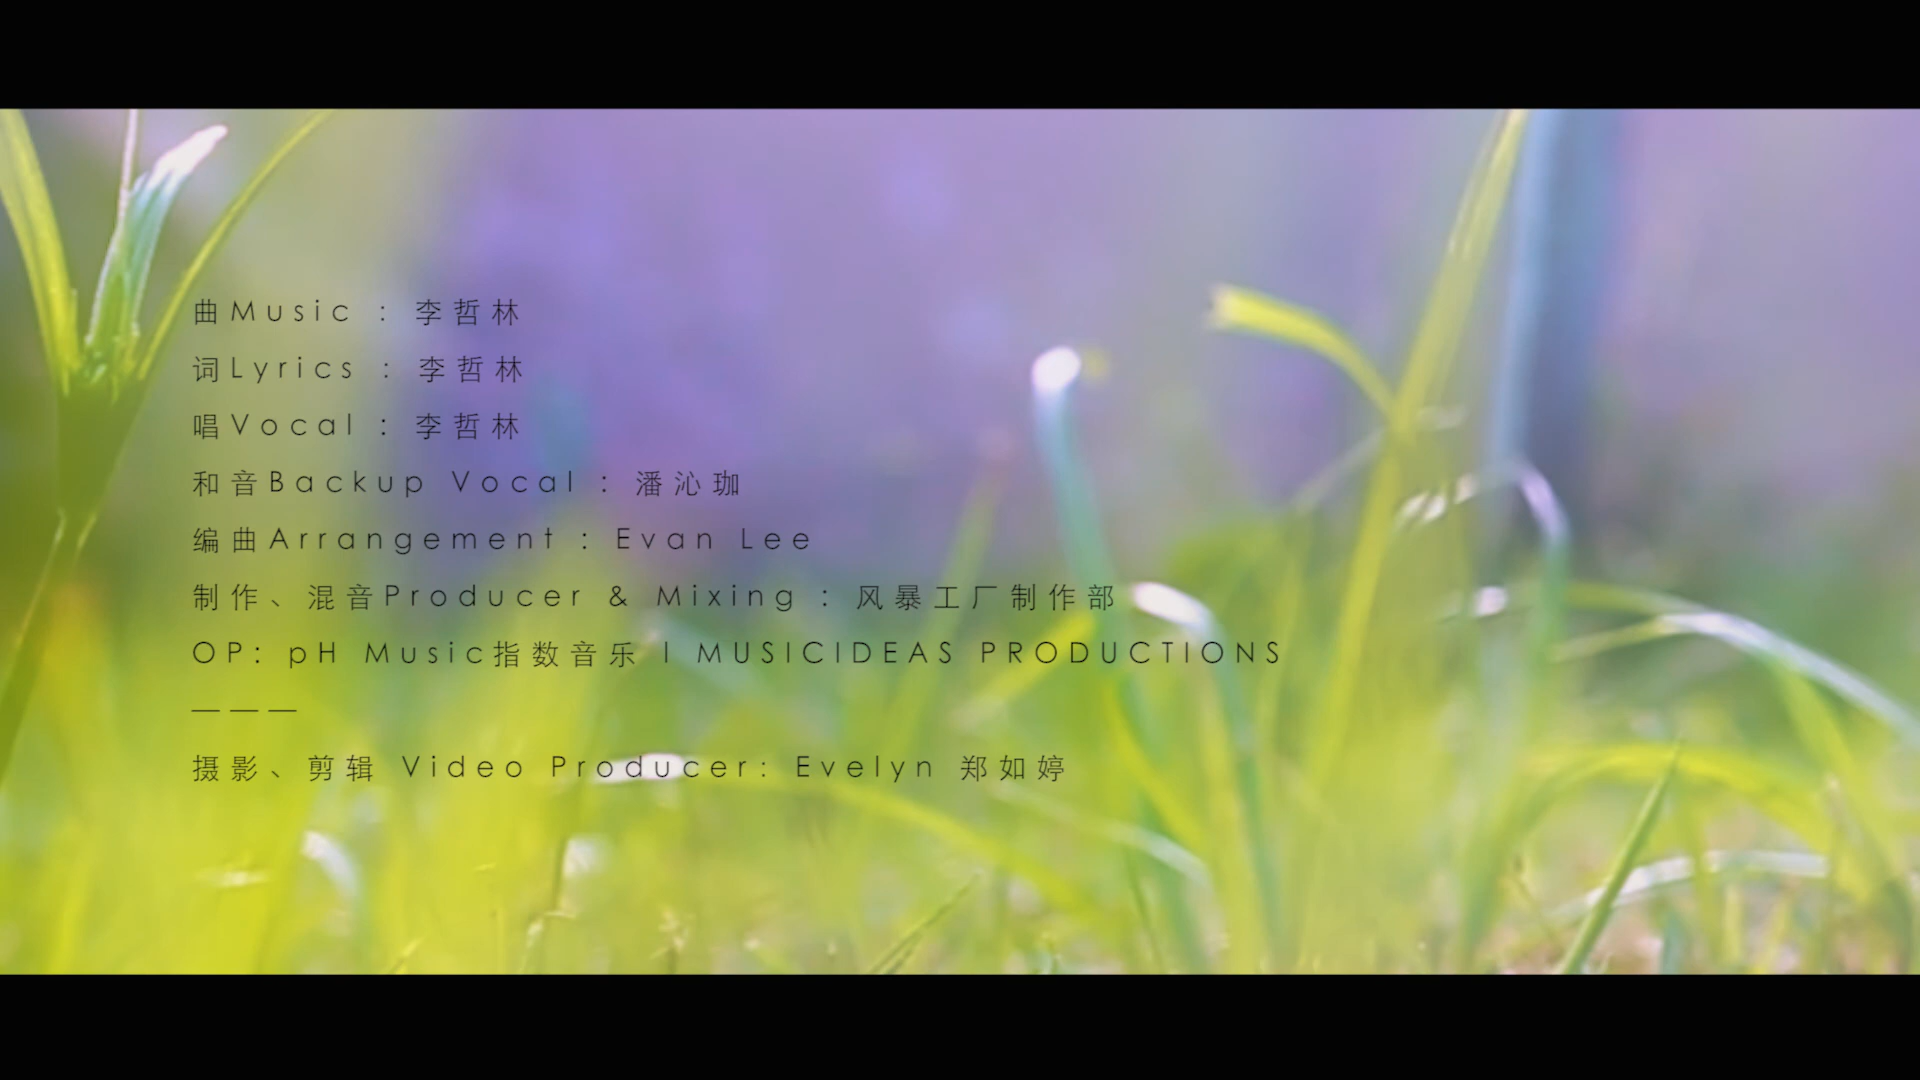 曲Music : 李哲林
词Lyrics : 李哲林
唱Vocal : 李哲林
和音Backup Vocal : 潘沁珈
编曲Arrangement : Evan Lee
制作、混音Producer & Mixing : 风暴工厂制作部
OP: pH Music指数音乐 I MUSICIDEAS PRODUCTIONS
———
摄影、剪辑 Video Producer: Evelyn 郑如婷